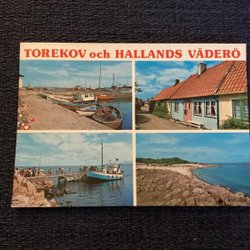 TOREKOV och HALLANDS VÄDERÖ